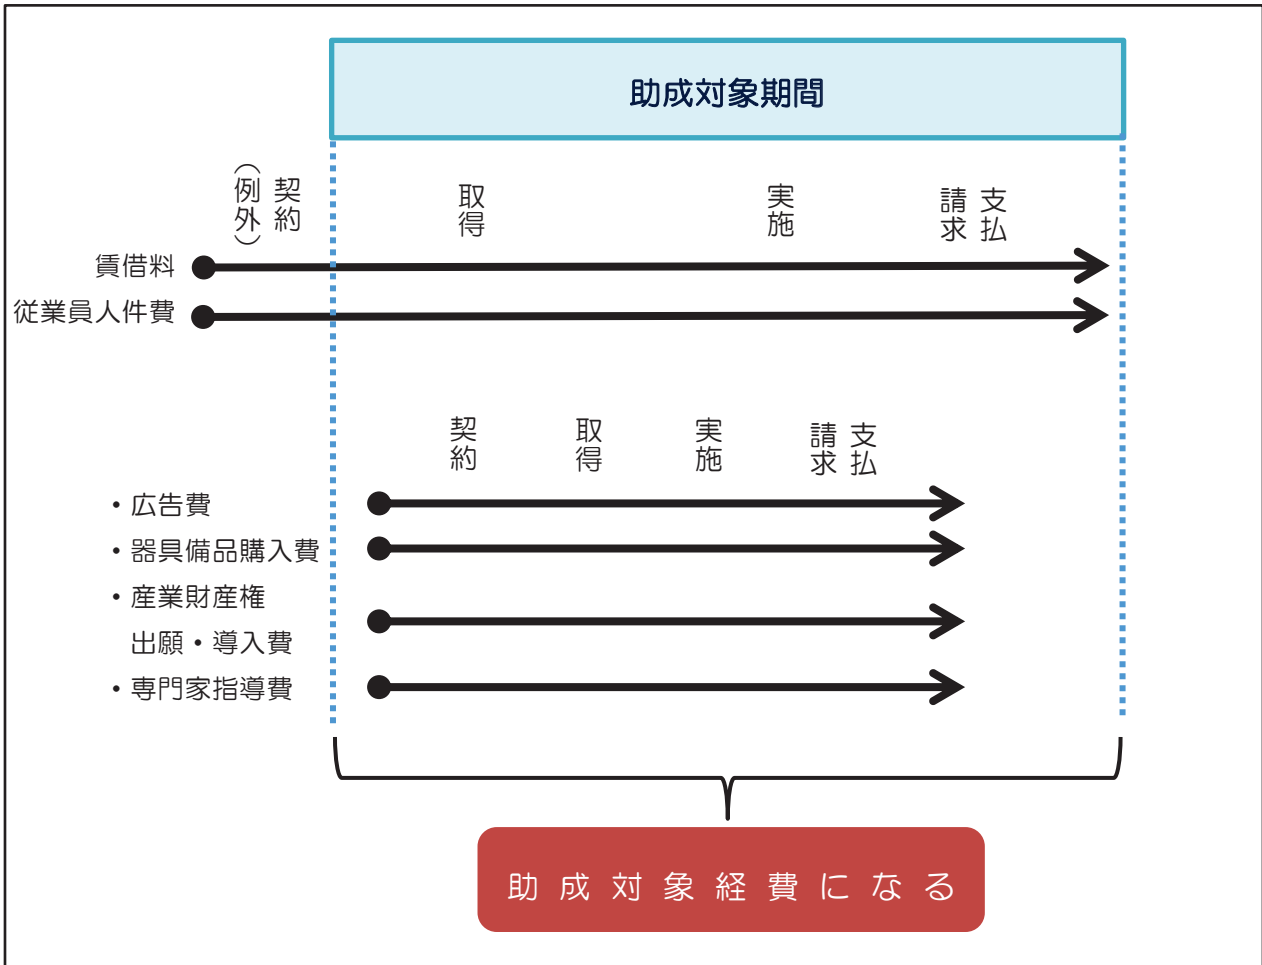 助成対象期間
契約
（例外）
取得
実施
請求
支払
賃借料
従業員人件費
契約
取得
実施
請求
支払
・広告費
・器具備品購入費
・産業財産権
出願・導入費
・専門家指導費
助成対象経費になる